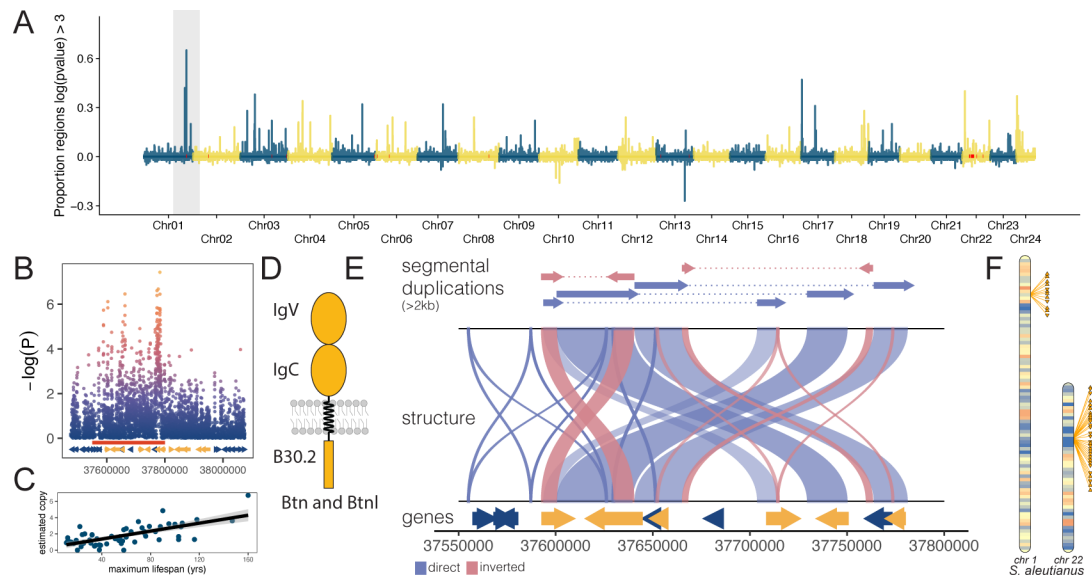 A
Proportion regions log(pvalue) > 3
0.6
0.3
0.0
−0.3
Chr01
Chr03
Chr05
Chr07
Chr09
Chr11
Chr13
Chr15
Chr17
Chr19
Chr21
Chr23
Chr02
Chr04
Chr06
Chr08
Chr10
Chr12
Chr14
Chr16
Chr18
Chr20
Chr22
Chr24
B
−log(P)
6
4
2
0
37600000
37800000
38000000
C
estimated copy
6
4
2
0
40
80
120
160
maximum lifespan (yrs)
D
IgV
IgC
B30.2
Btn and Btnl
E
segmental
duplications
(>2kb)
structure
genes
37550000
37600000
37650000
37700000
37750000
37800000
direct
inverted
F
chr 1
chr 22
S. aleutianus